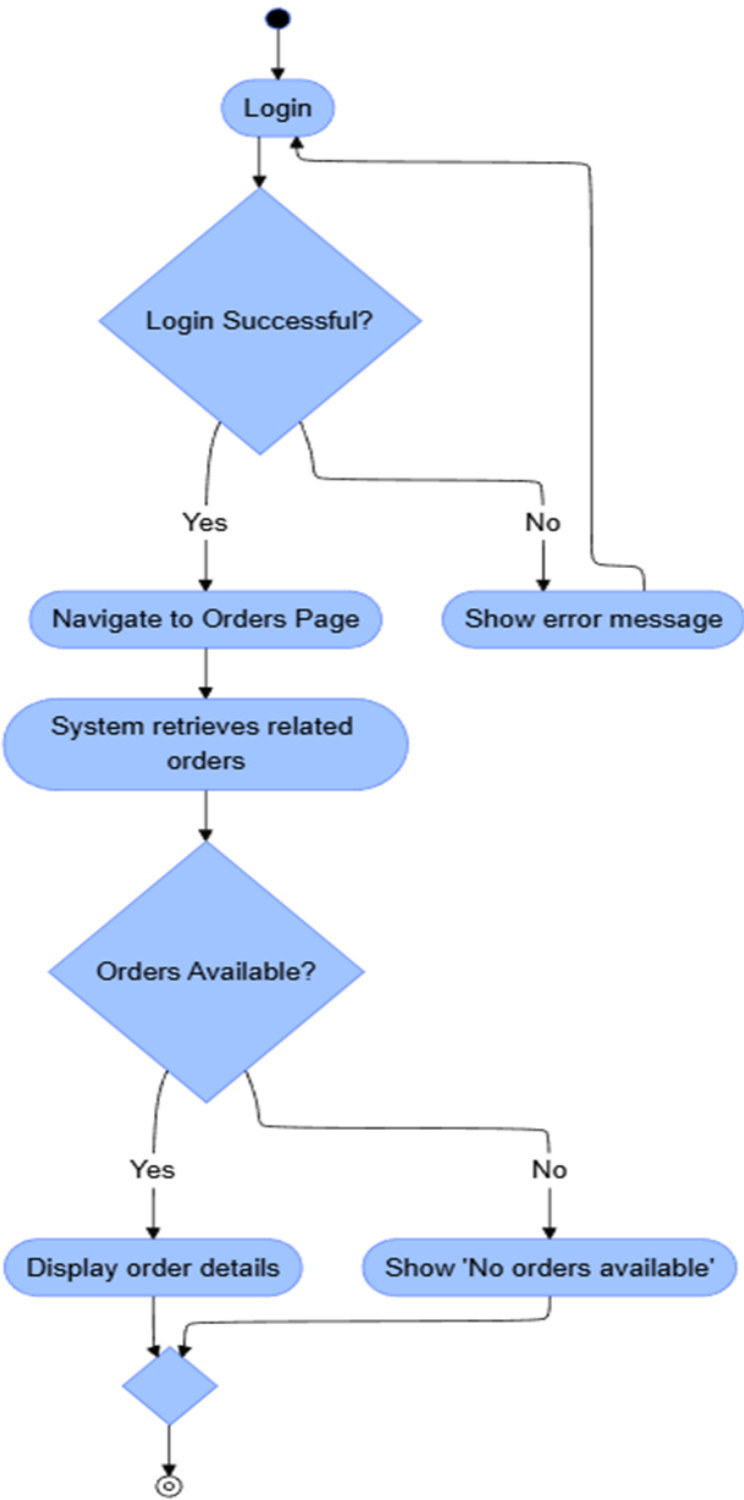 Login
Login Successful?
Yes
No
Navigate to Orders Page
Show error message
System retrieves related
orders
Orders Available?
Yes
No
Display order details
Show 'No orders available'